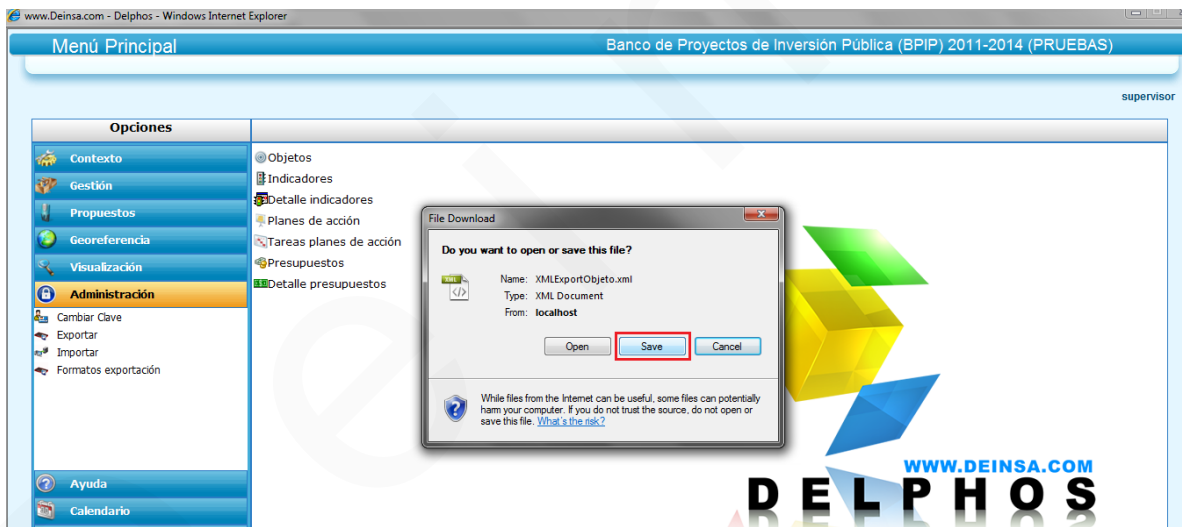 www.Deinsa.com - Delphos - Windows Internet Explorer
Menú Principal
Banco de Proyectos de Inversión Pública (BPIP) 2011-2014 (PRUEBAS)
supervisor
Opciones
Contexto
Gestión
Propuestos
Georeferencia
Visualización
Administración
Cambiar Clave
Exportar
Importar
Formatos exportación
Ayuda
Calendario
Objetos
Indicadores
Detalle indicadores
Planes de acción
Tareas planes de acción
Presupuestos
Detalle presupuestos
File Download
Do you want to open or save this file?
XML
Name: XMLExportObjeto.xml
Type: XML Document
From: localhost
Open Save Cancel
While files from the Internet can be useful, some files can potentially
harm your computer. If you do not trust the source, do not open or
save this file. What's the risk?
WWW.DEINSA.COM
DELPHOS